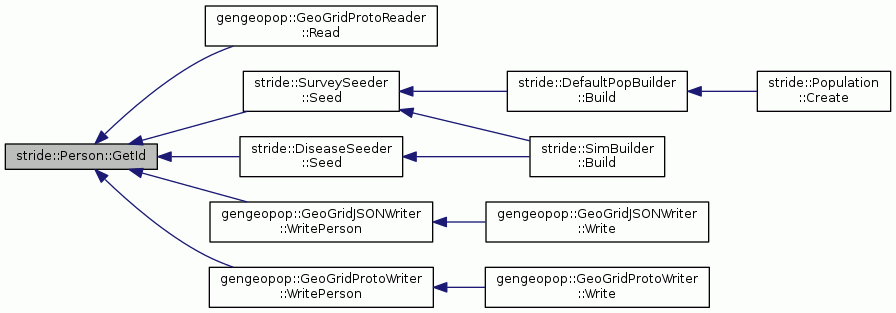 gengeopop::GeoGridProtoReader
::Read
stride::SurveySeeder
::Seed
stride::DefaultPopBuilder
::Build
stride::Population
::Create
stride::Person::GetId
stride::DiseaseSeeder
::Seed
stride::SimBuilder
::Build
gengeopop::GeoGridJSONWriter
::WritePerson
gengeopop::GeoGridJSONWriter
::Write
gengeopop::GeoGridProtoWriter
::WritePerson
gengeopop::GeoGridProtoWriter
::Write